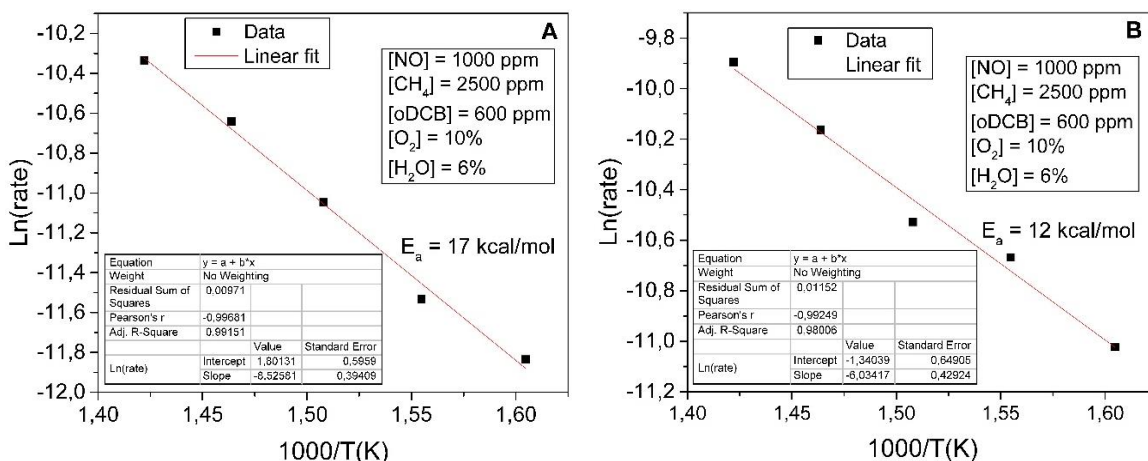 A
Data
Linear fit
[NO] = 1000 ppm
[CH4] = 2500 ppm
[oDCB] = 600 ppm
[O2] = 10%
[H2O] = 6%
Ea = 17 kcal/mol
Ln(rate)
-10,2
-10,4
-10,6
-10,8
-11,0
-11,2
-11,4
-11,6
-11,8
-12,0
Equation y = a + b*x
Weight No Weighting
Residual Sum of Squares 0,00971
Pearson's r -0,99681
Adj. R-Square 0,99151
Value Standard Error
Ln(rate) Intercept 1,80131 0,5959
Slope -8,52581 0,39409
1,40 1,45 1,50 1,55 1,60
1000/T(K)
B
Data
Linear fit
[NO] = 1000 ppm
[CH4] = 2500 ppm
[oDCB] = 600 ppm
[O2] = 10%
[H2O] = 6%
Ea = 12 kcal/mol
Ln(rate)
-9,8
-10,0
-10,2
-10,4
-10,6
-10,8
-11,0
-11,2
Equation y = a + b*x
Weight No Weighting
Residual Sum of Squares 0,01152
Pearson's r -0,99249
Adj. R-Square 0,98006
Value Standard Error
Ln(rate) Intercept -1,34039 0,64905
Slope -6,03417 0,42924
1,40 1,45 1,50 1,55 1,60
1000/T(K)